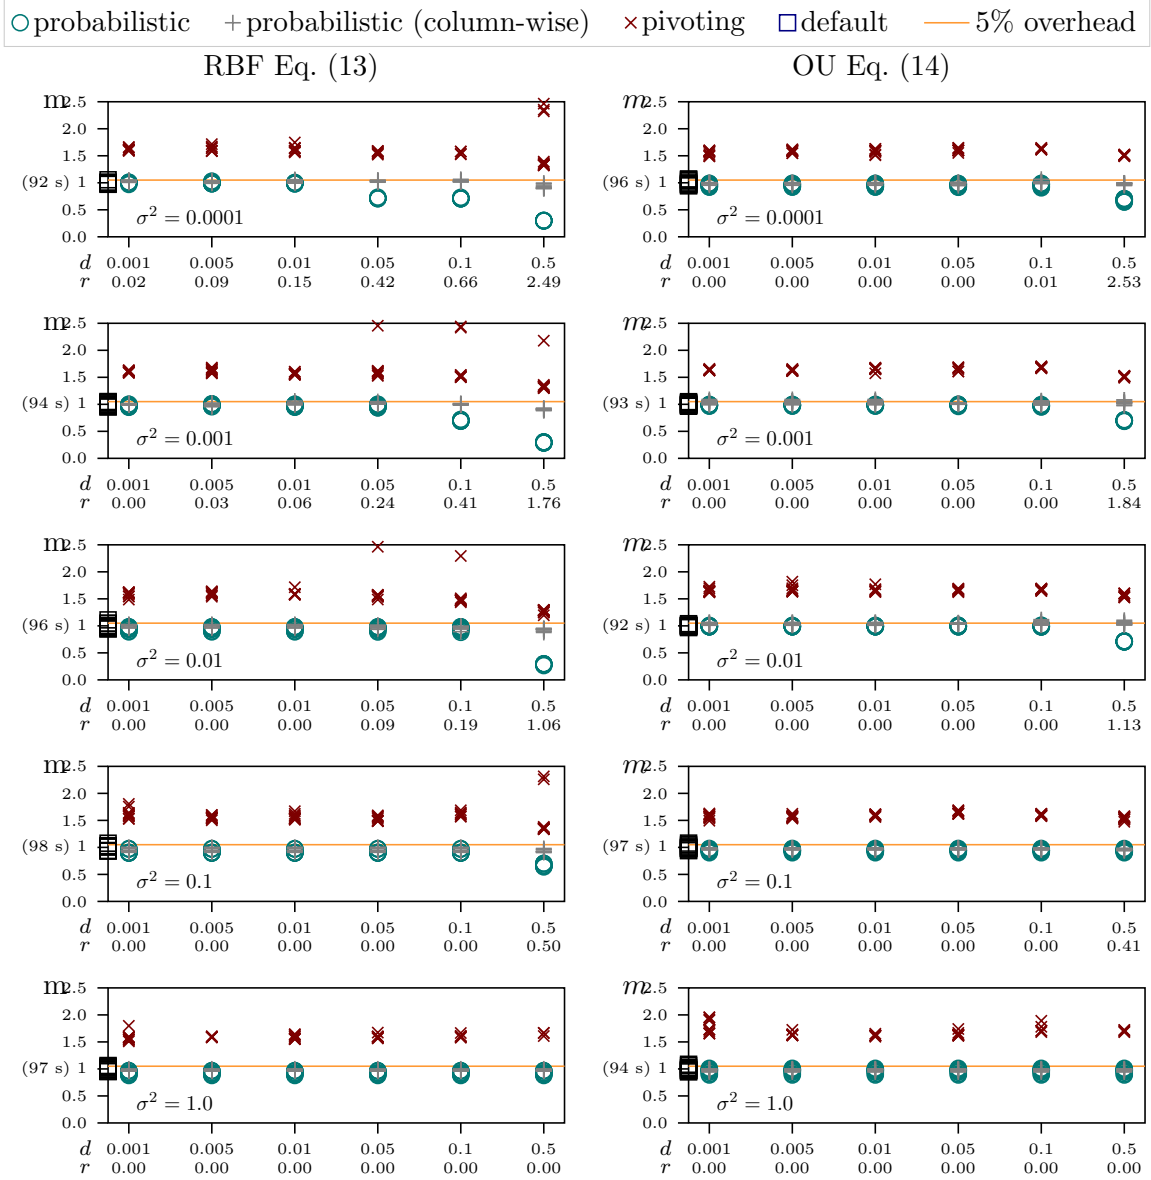 probabilistic probabilistic (column-wise) pivoting default 5% overhead
RBF Eq. (13) OU Eq. (14)
m m
2.5 2.5
2.0 2.0
1.5 1.5
(92 s) 1 (96 s) 1
0.5 σ² = 0.0001 0.5 σ² = 0.0001
0.0 0.0
d 0.001 0.005 0.01 0.05 0.1 0.5 d 0.001 0.005 0.01 0.05 0.1 0.5
r 0.02 0.09 0.15 0.42 0.66 2.49 r 0.00 0.00 0.00 0.00 0.01 2.53
m m
2.5 2.5
2.0 2.0
1.5 1.5
(94 s) 1 (93 s) 1
0.5 σ² = 0.001 0.5 σ² = 0.001
0.0 0.0
d 0.001 0.005 0.01 0.05 0.1 0.5 d 0.001 0.005 0.01 0.05 0.1 0.5
r 0.00 0.03 0.06 0.24 0.41 1.76 r 0.00 0.00 0.00 0.00 0.00 1.84
m m
2.5 2.5
2.0 2.0
1.5 1.5
(96 s) 1 (92 s) 1
0.5 σ² = 0.01 0.5 σ² = 0.01
0.0 0.0
d 0.001 0.005 0.01 0.05 0.1 0.5 d 0.001 0.005 0.01 0.05 0.1 0.5
r 0.00 0.00 0.00 0.09 0.19 1.06 r 0.00 0.00 0.00 0.00 0.00 1.13
m m
2.5 2.5
2.0 2.0
1.5 1.5
(98 s) 1 (97 s) 1
0.5 σ² = 0.1 0.5 σ² = 0.1
0.0 0.0
d 0.001 0.005 0.01 0.05 0.1 0.5 d 0.001 0.005 0.01 0.05 0.1 0.5
r 0.00 0.00 0.00 0.00 0.00 0.50 r 0.00 0.00 0.00 0.00 0.00 0.41
m m
2.5 2.5
2.0 2.0
1.5 1.5
(97 s) 1 (94 s) 1
0.5 σ² = 1.0 0.5 σ² = 1.0
0.0 0.0
d 0.001 0.005 0.01 0.05 0.1 0.5 d 0.001 0.005 0.01 0.05 0.1 0.5
r 0.00 0.00 0.00 0.00 0.00 0.00 r 0.00 0.00 0.00 0.00 0.00 0.00